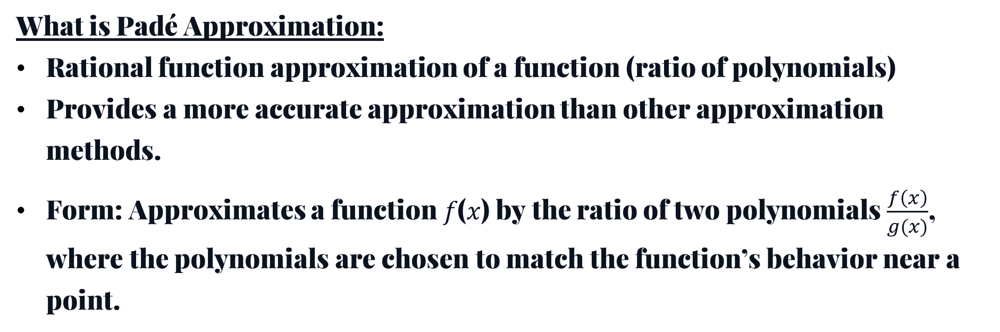 What is Padé Approximation:
• Rational function approximation of a function (ratio of polynomials)
• Provides a more accurate approximation than other approximation
methods.
• Form: Approximates a function f(x) by the ratio of two polynomials f(x)/g(x),
where the polynomials are chosen to match the function’s behavior near a
point.